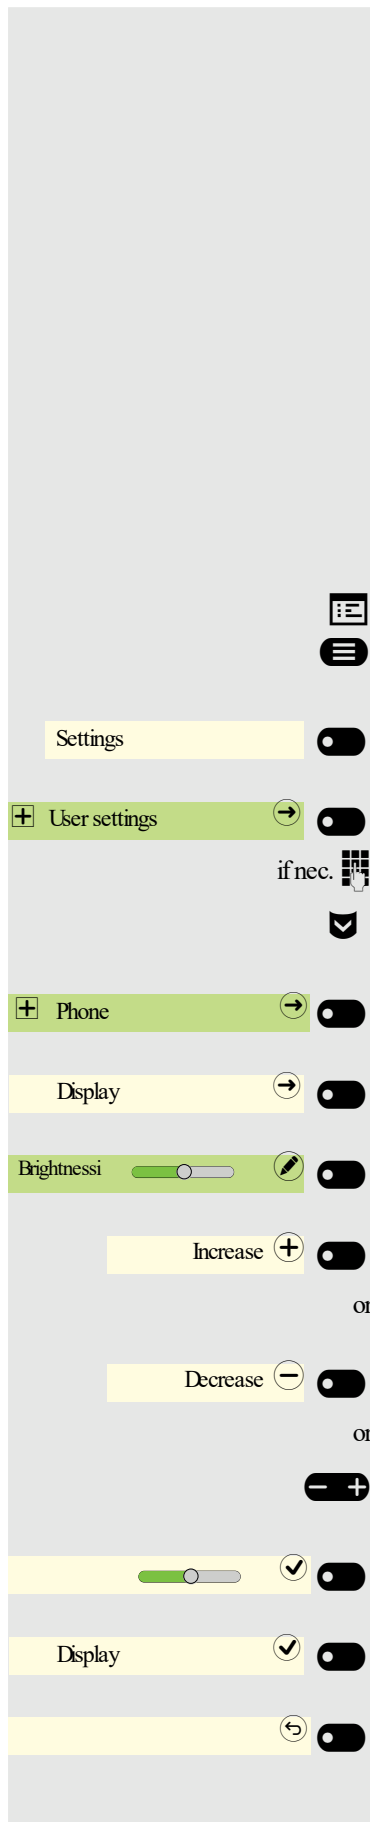 Settings
User settings
if nec.
Phone
Display
Brightnessi
Increase
or
Decrease
or
Display